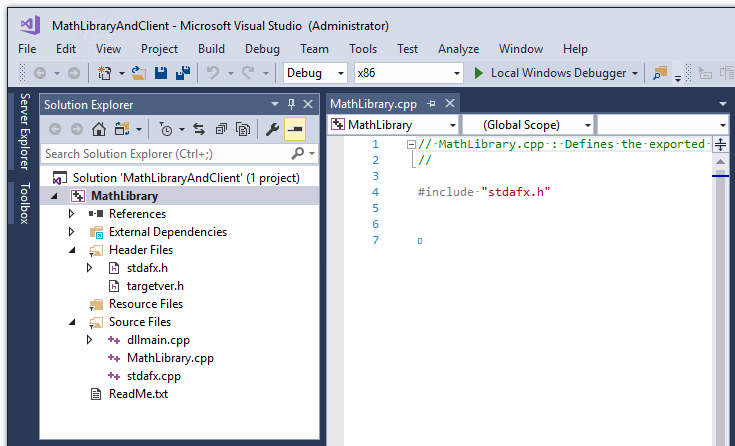 MathLibraryAndClient - Microsoft Visual Studio (Administrator)
File Edit View Project Build Debug Team Tools Test Analyze Window Help
Debug x86 Local Windows Debugger
Server Explorer
Toolbox
Solution Explorer
Search Solution Explorer (Ctrl+;)
Solution 'MathLibraryAndClient' (1 project)
MathLibrary
References
External Dependencies
Header Files
stdafx.h
targetver.h
Resource Files
Source Files
dllmain.cpp
MathLibrary.cpp
stdafx.cpp
ReadMe.txt
MathLibrary.cpp
MathLibrary (Global Scope)
1 // MathLibrary.cpp : Defines the exported
2 //
3
4 #include "stdafx.h"
5
6
7